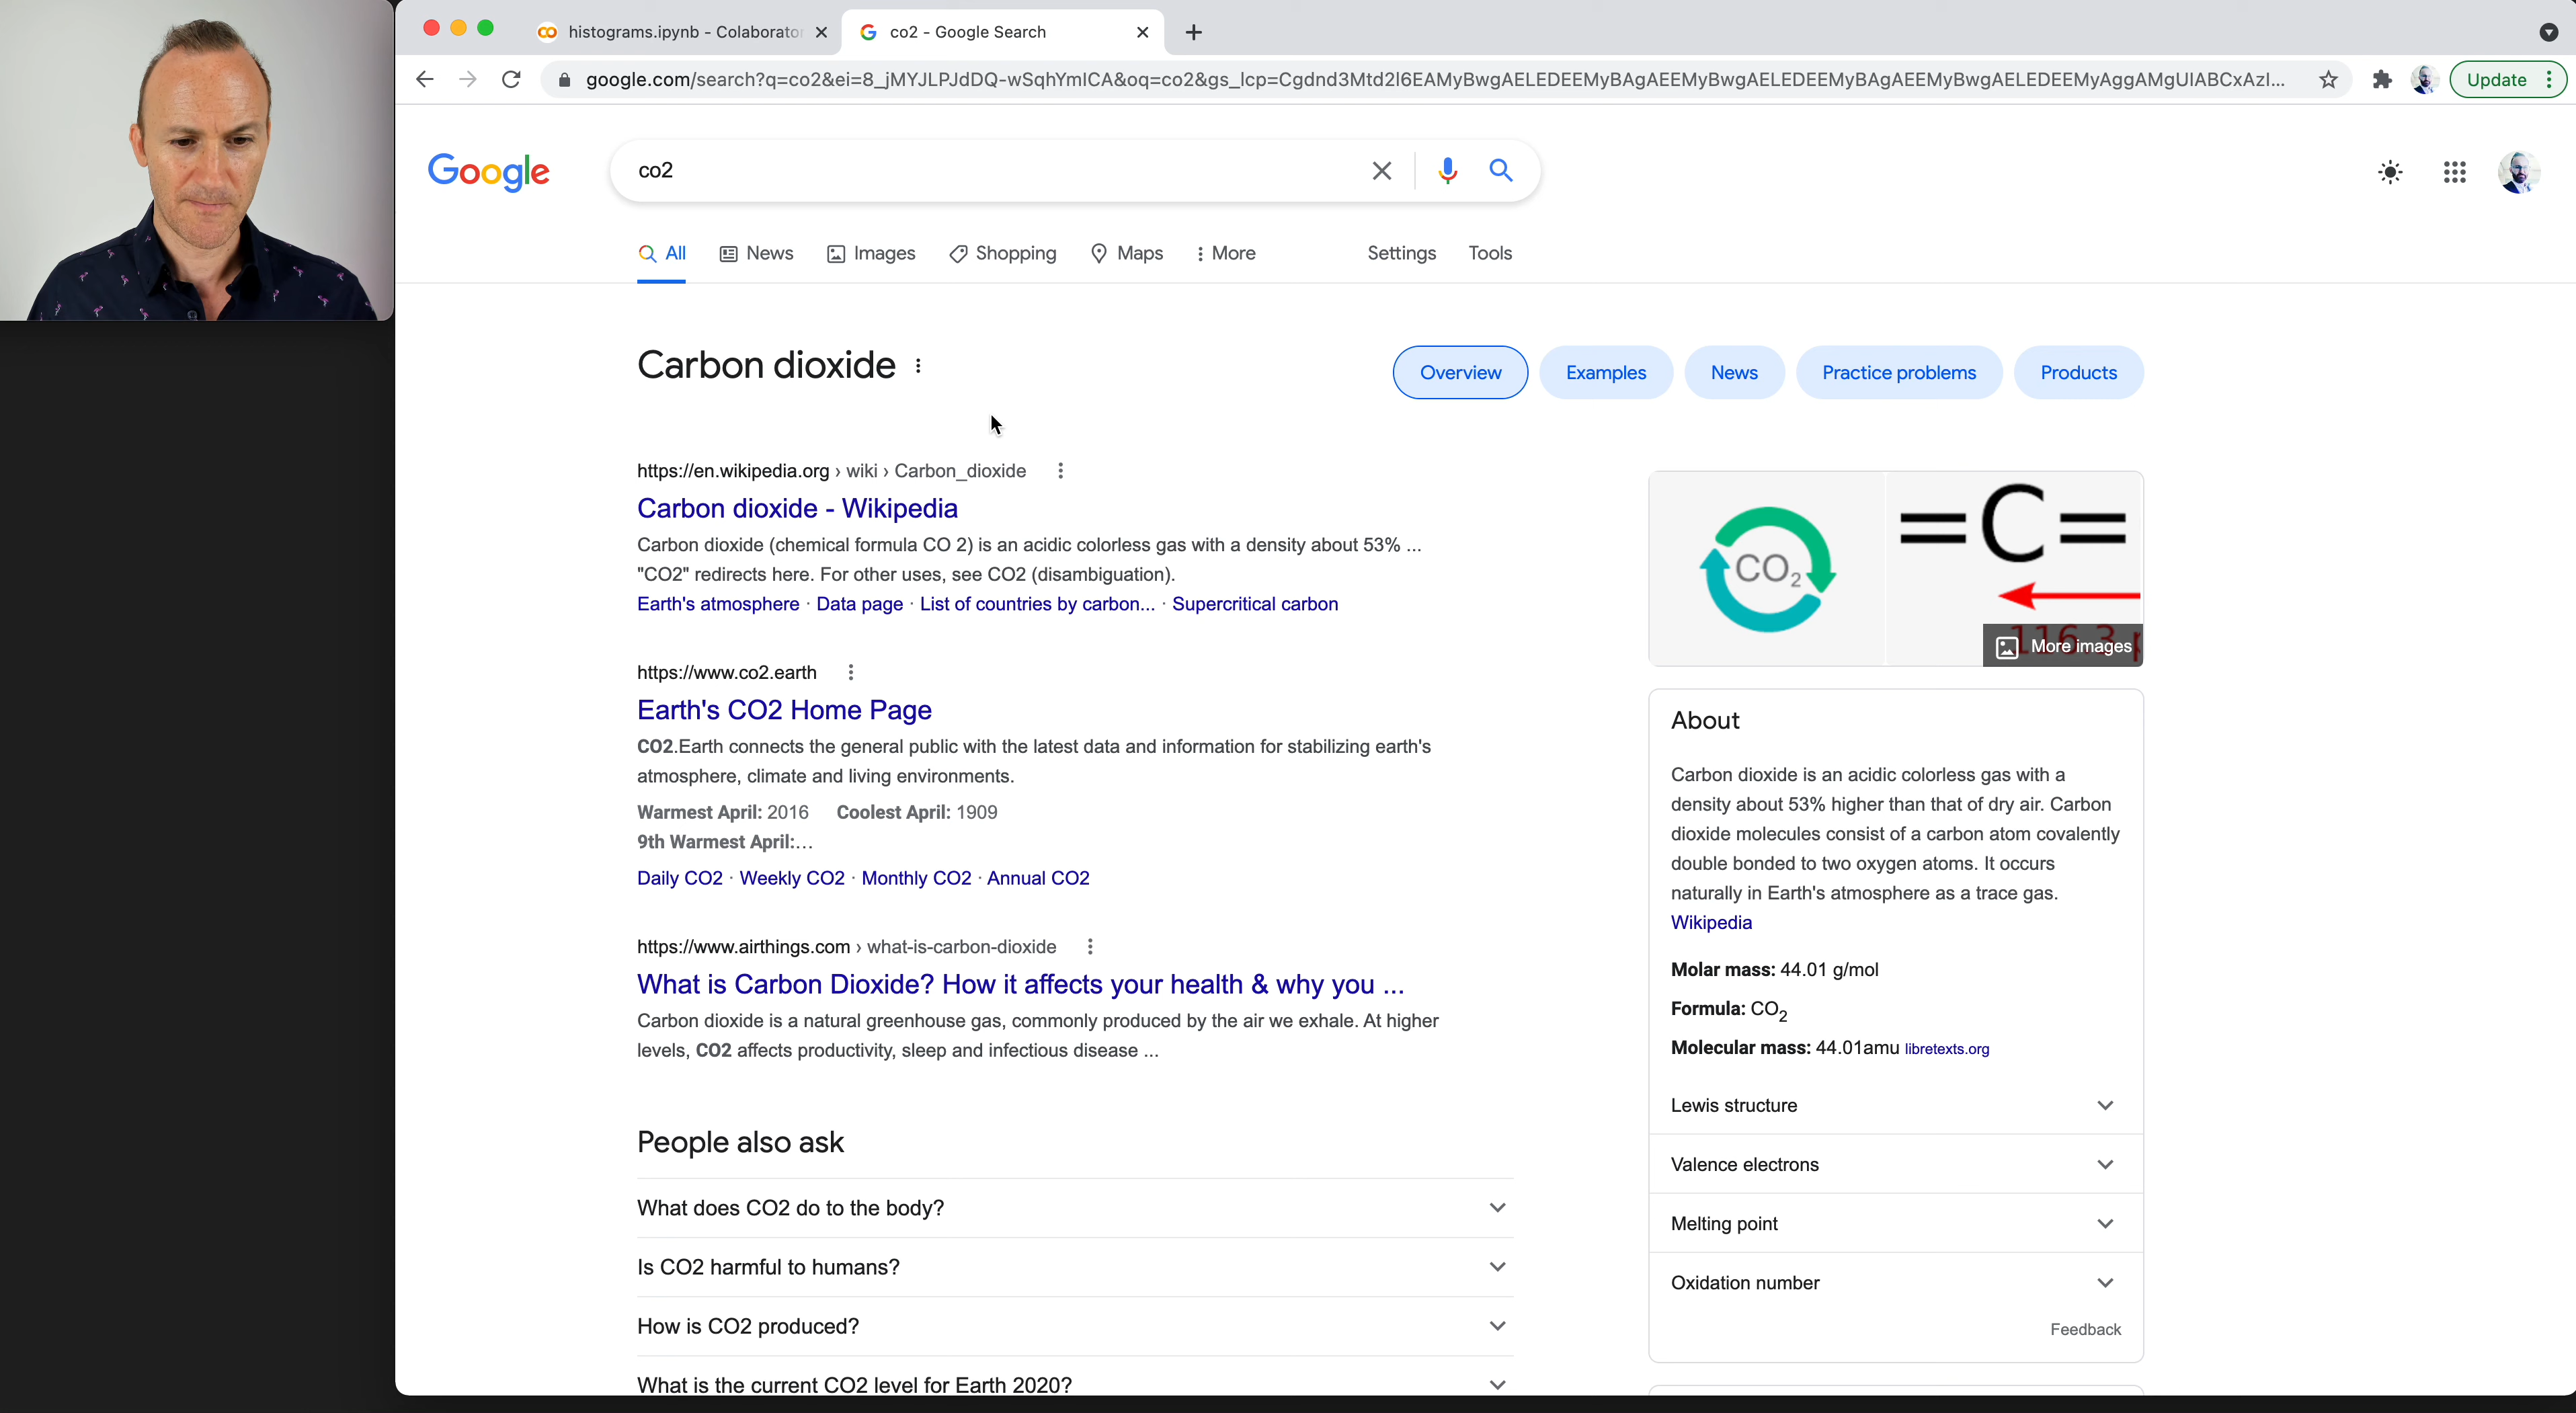 histograms.ipynb - Colaborator
co2 - Google Search
google.com/search?q=co2&ei=8_jMYJLPJdDQ-wSqhYmICA&oq=co2&gs_lcp=Cgdnd3Mtd2l6EAMyBwgAELEDEEMyBAgAEEMyBwgAELEDEEMyBAgAEEMyBwgAELEDEEMyAggAMgUIABCxAzI...
Update
Google
co2
All News Images Shopping Maps More Settings Tools
Carbon dioxide
Overview Examples News Practice problems Products
https://en.wikipedia.org › wiki › Carbon_dioxide
Carbon dioxide - Wikipedia
Carbon dioxide (chemical formula CO 2) is an acidic colorless gas with a density about 53% ...
"CO2" redirects here. For other uses, see CO2 (disambiguation).
Earth's atmosphere · Data page · List of countries by carbon... · Supercritical carbon
https://www.co2.earth
Earth's CO2 Home Page
CO2.Earth connects the general public with the latest data and information for stabilizing earth's
atmosphere, climate and living environments.
Warmest April: 2016 Coolest April: 1909
9th Warmest April:...
Daily CO2 · Weekly CO2 · Monthly CO2 · Annual CO2
https://www.airthings.com › what-is-carbon-dioxide
What is Carbon Dioxide? How it affects your health & why you ...
Carbon dioxide is a natural greenhouse gas, commonly produced by the air we exhale. At higher
levels, CO2 affects productivity, sleep and infectious disease ...
People also ask
What does CO2 do to the body?
Is CO2 harmful to humans?
How is CO2 produced?
What is the current CO2 level for Earth 2020?
CO₂
=C=
116.3 p
More images
About
Carbon dioxide is an acidic colorless gas with a
density about 53% higher than that of dry air. Carbon
dioxide molecules consist of a carbon atom covalently
double bonded to two oxygen atoms. It occurs
naturally in Earth's atmosphere as a trace gas.
Wikipedia
Molar mass: 44.01 g/mol
Formula: CO₂
Molecular mass: 44.01amu libretexts.org
Lewis structure
Valence electrons
Melting point
Oxidation number
Feedback